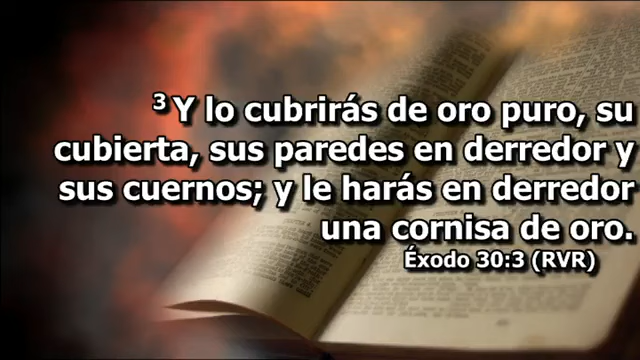 3 Y lo cubrirás de oro puro, su
cubierta, sus paredes en derredor y
sus cuernos; y le harás en derredor
una cornisa de oro.
Éxodo 30:3 (RVR)